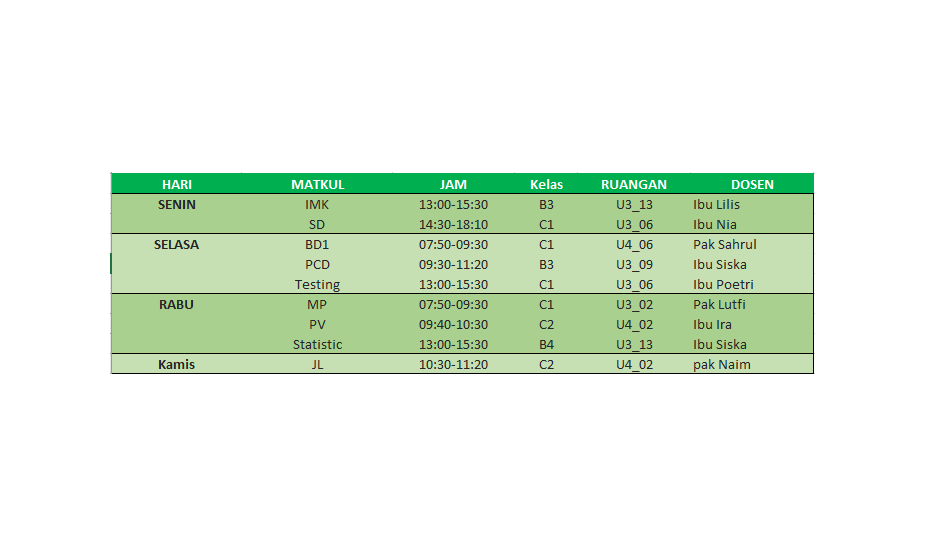 HARI MATKUL JAM Kelas RUANGAN DOSEN
SENIN IMK 13:00-15:30 B3 U3_13 Ibu Lilis
SD 14:30-18:10 C1 U3_06 Ibu Nia
SELASA BD1 07:50-09:30 C1 U4_06 Pak Sahrul
PCD 09:30-11:20 B3 U3_09 Ibu Siska
Testing 13:00-15:30 C1 U3_06 Ibu Poetri
RABU MP 07:50-09:30 C1 U3_02 Pak Lutfi
PV 09:40-10:30 C2 U4_02 Ibu Ira
Statistic 13:00-15:30 B4 U3_13 Ibu Siska
Kamis JL 10:30-11:20 C2 U4_02 pak Naim